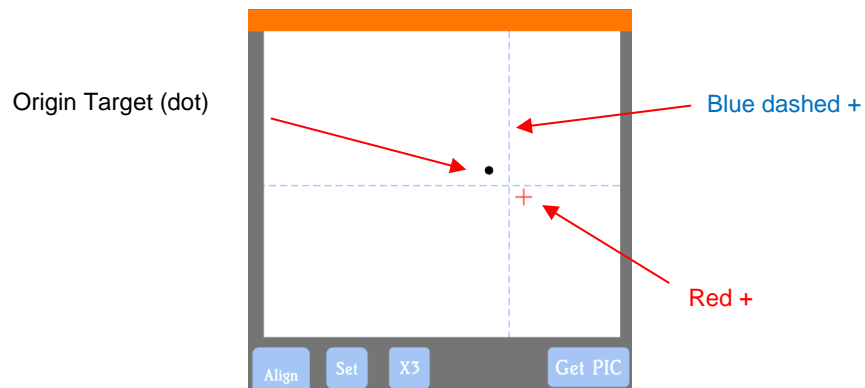 Origin Target (dot)
Blue dashed +
Red +
Align
Set
X3
Get PIC